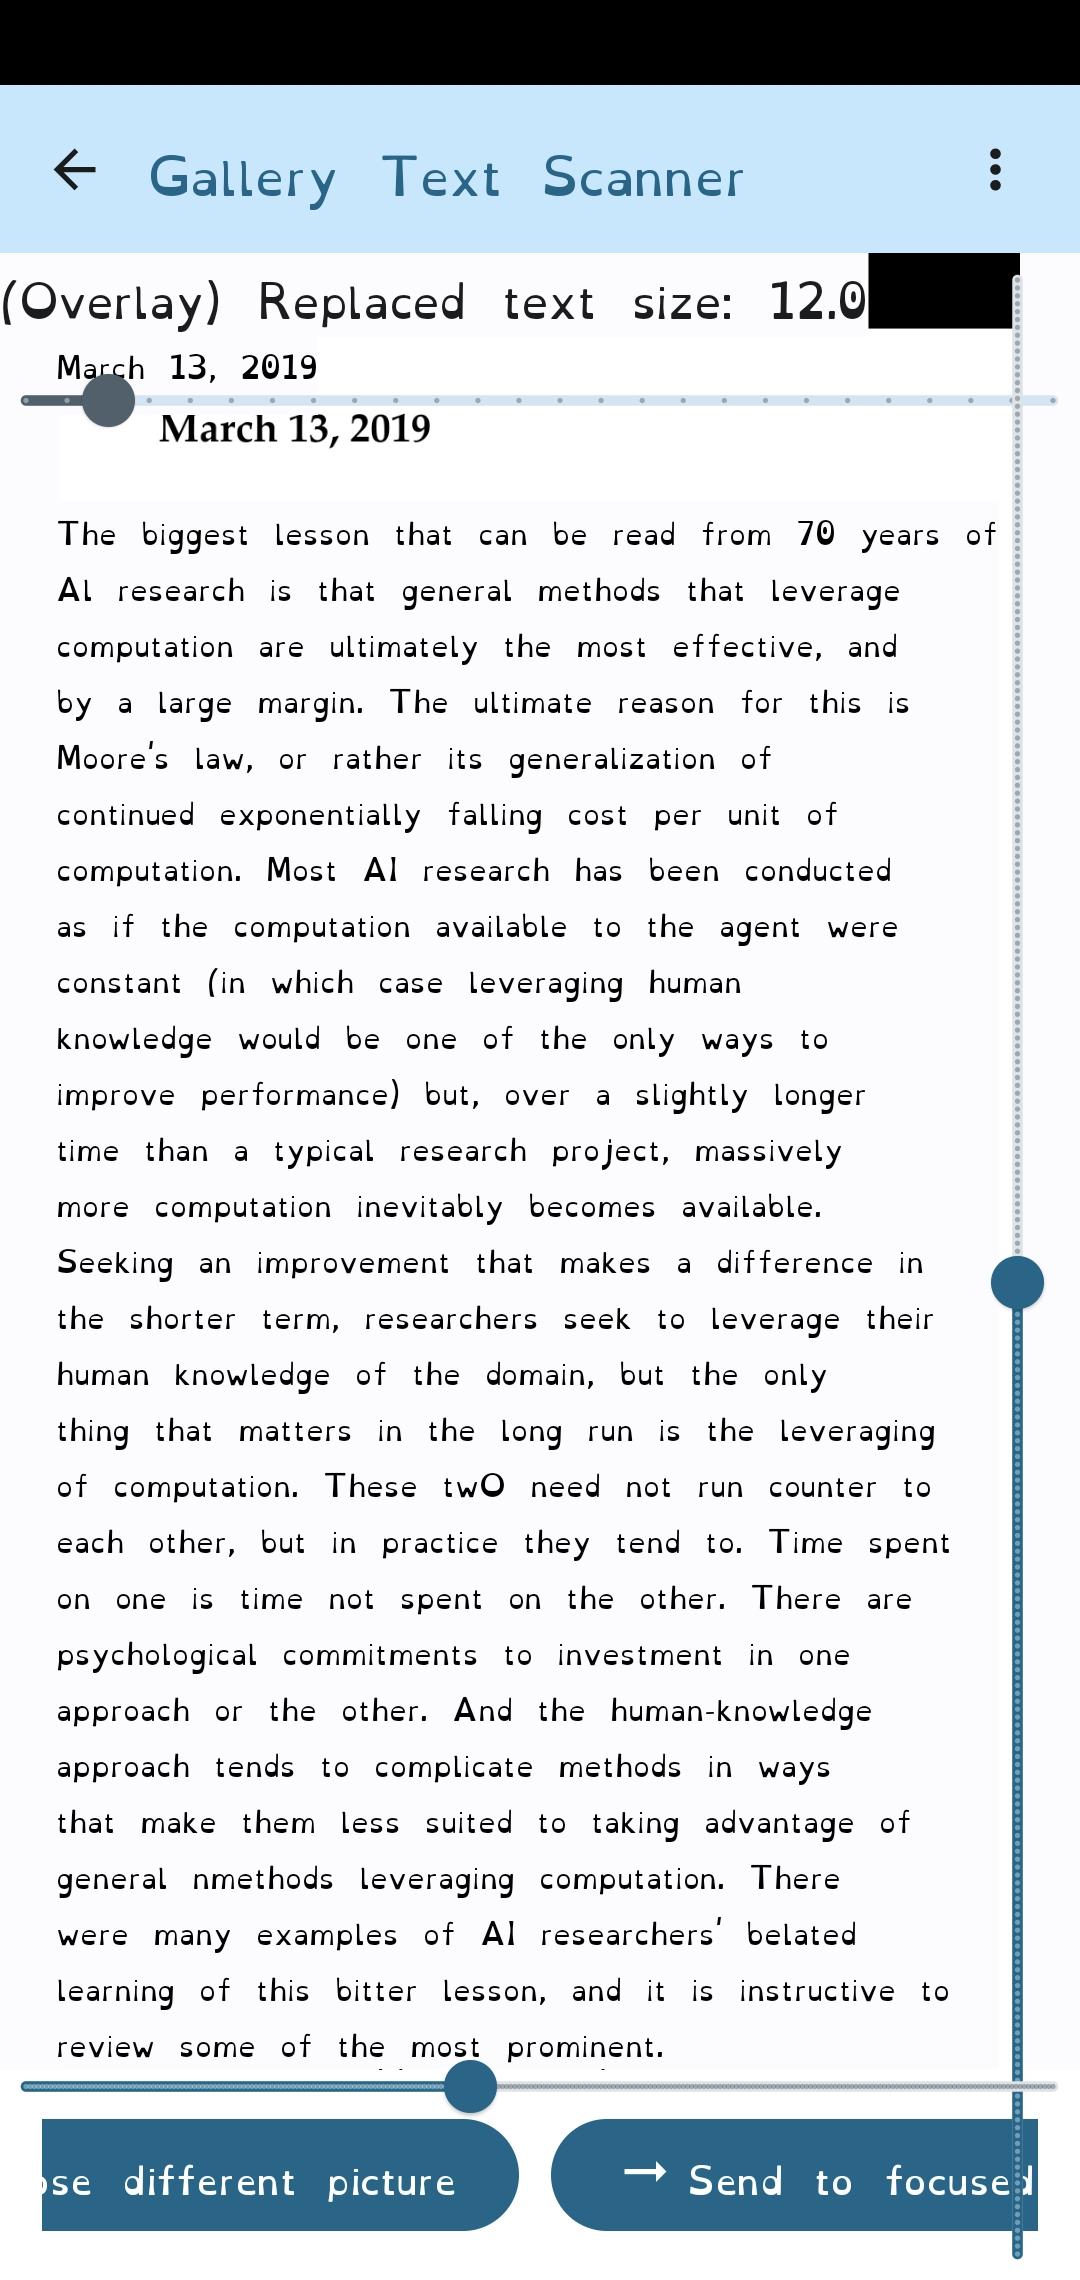 Gallery Text Scanner
(Overlay) Replaced text size: 12.0
March 13, 2019
March 13, 2019
The biggest lesson that can be read from 70 years of
Al research is that general methods that leverage
computation are ultimately the most effective, and
by a large margin. The ultimate reason for this is
Moore's law, or rather its generalization of
continued exponentially falling cost per unit of
computation. Most AI research has been conducted
as if the computation available to the agent were
constant (in which case leveraging human
knowledge would be one of the only ways to
improve performance) but, over a slightly longer
time than a typical research project, massively
more computation inevitably becomes available.
Seeking an improvement that makes a difference in
the shorter term, researchers seek to leverage their
human knowledge of the domain, but the only
thing that matters in the long run is the leveraging
of computation. These twO need not run counter to
each other, but in practice they tend to. Time spent
on one is time not spent on the other. There are
psychological commitments to investment in one
approach or the other. And the human-knowledge
approach tends to complicate methods in ways
that make them less suited to taking advantage of
general nmethods leveraging computation. There
were many examples of AI researchers' belated
learning of this bitter lesson, and it is instructive to
review some of the most prominent.
ose different picture
→ Send to focused